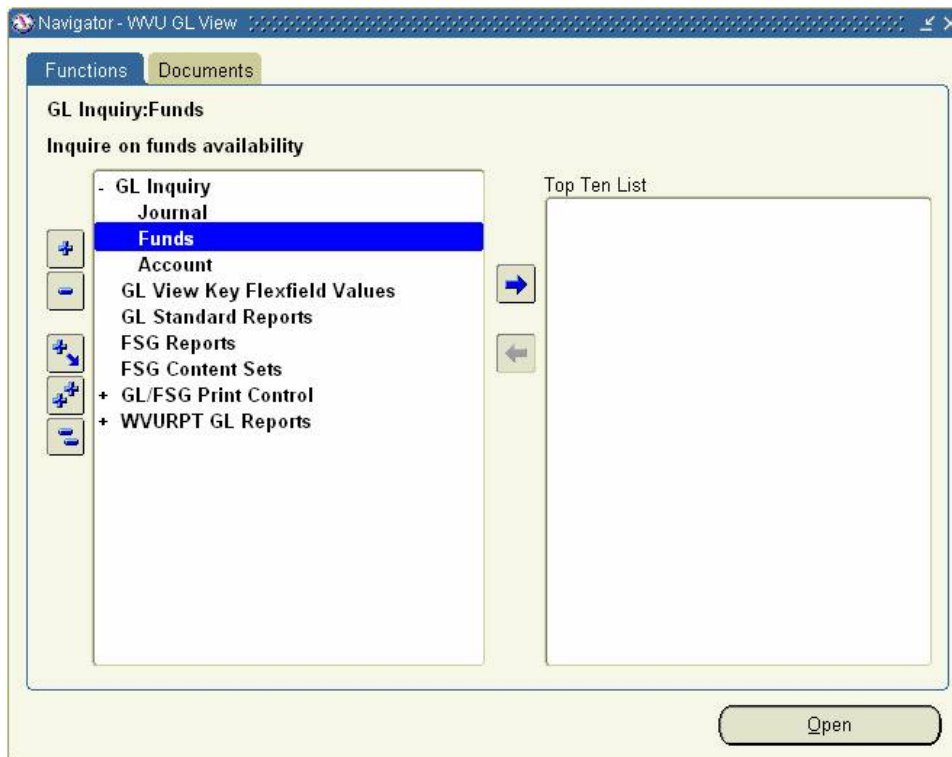 Navigator - WVU GL View
Functions Documents
GL Inquiry:Funds
Inquire on funds availability
Top Ten List
- GL Inquiry
Journal
Funds
Account
GL View Key Flexfield Values
GL Standard Reports
FSG Reports
FSG Content Sets
+ GL/FSG Print Control
+ WVURPT GL Reports
Open